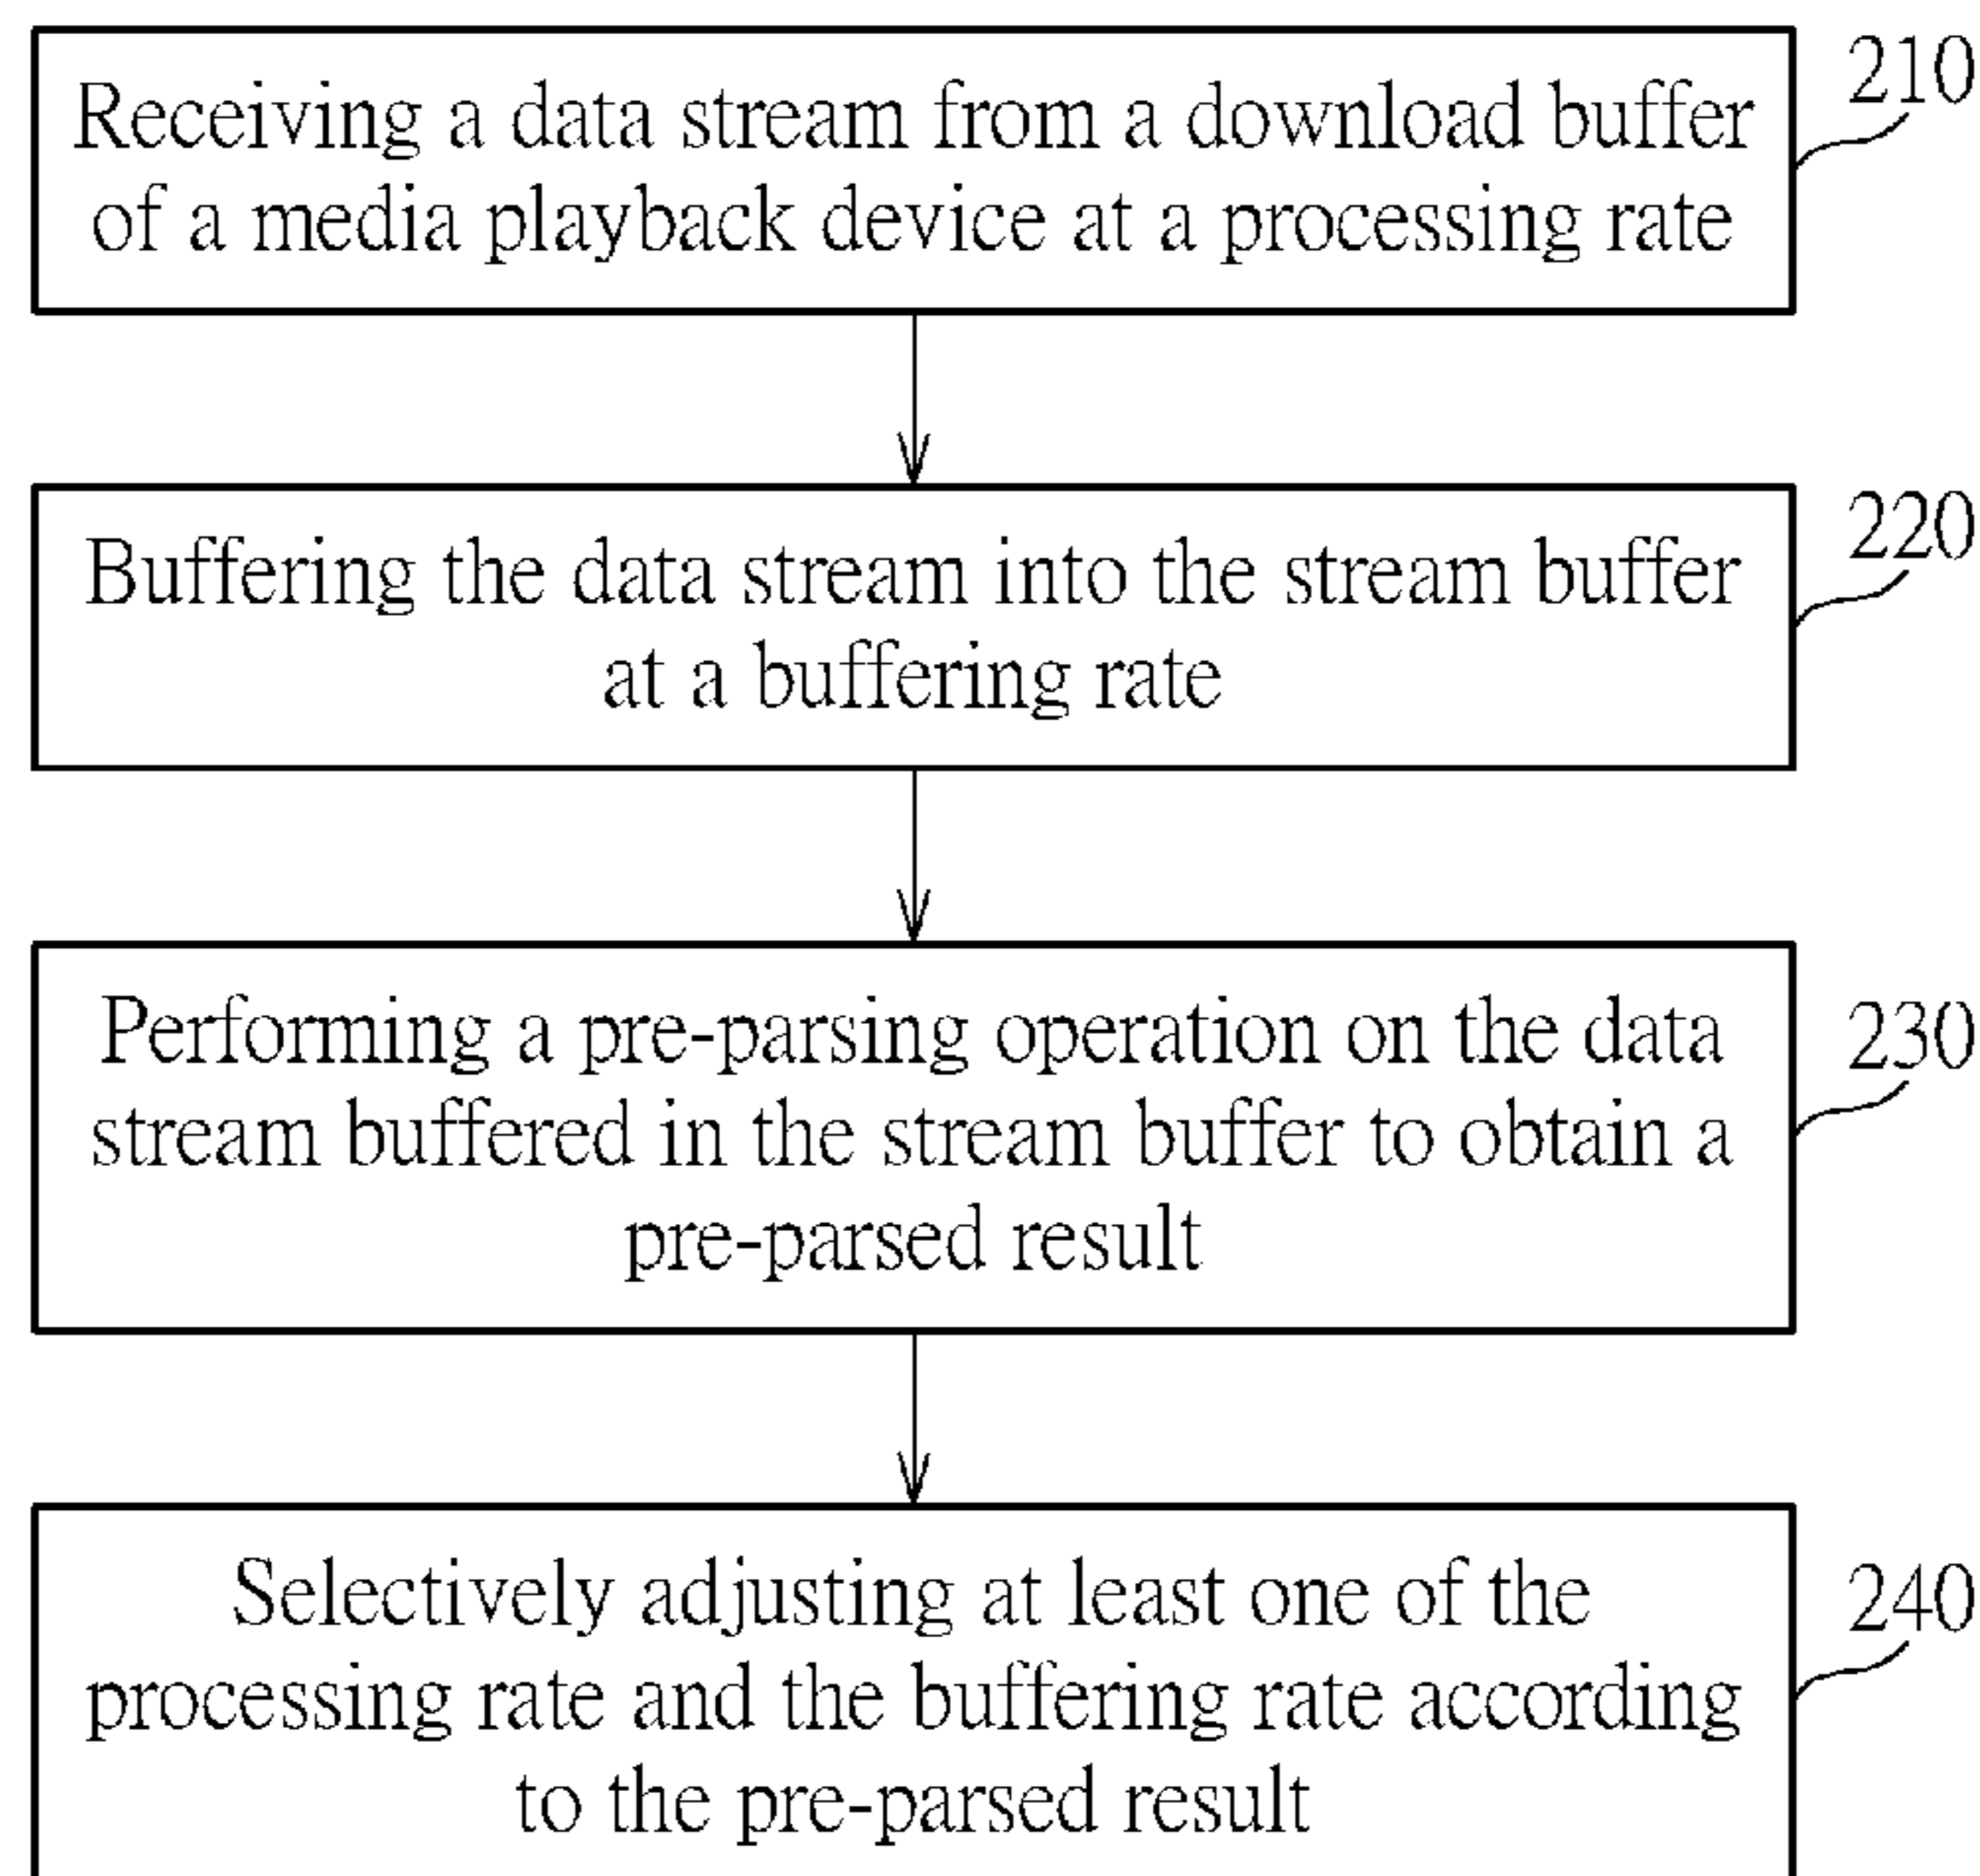 Receiving a data stream from a download buffer
of a media playback device at a processing rate
210
Buffering the data stream into the stream buffer
at a buffering rate
220
Performing a pre-parsing operation on the data
stream buffered in the stream buffer to obtain a
pre-parsed result
230
Selectively adjusting at least one of the
processing rate and the buffering rate according
to the pre-parsed result
240